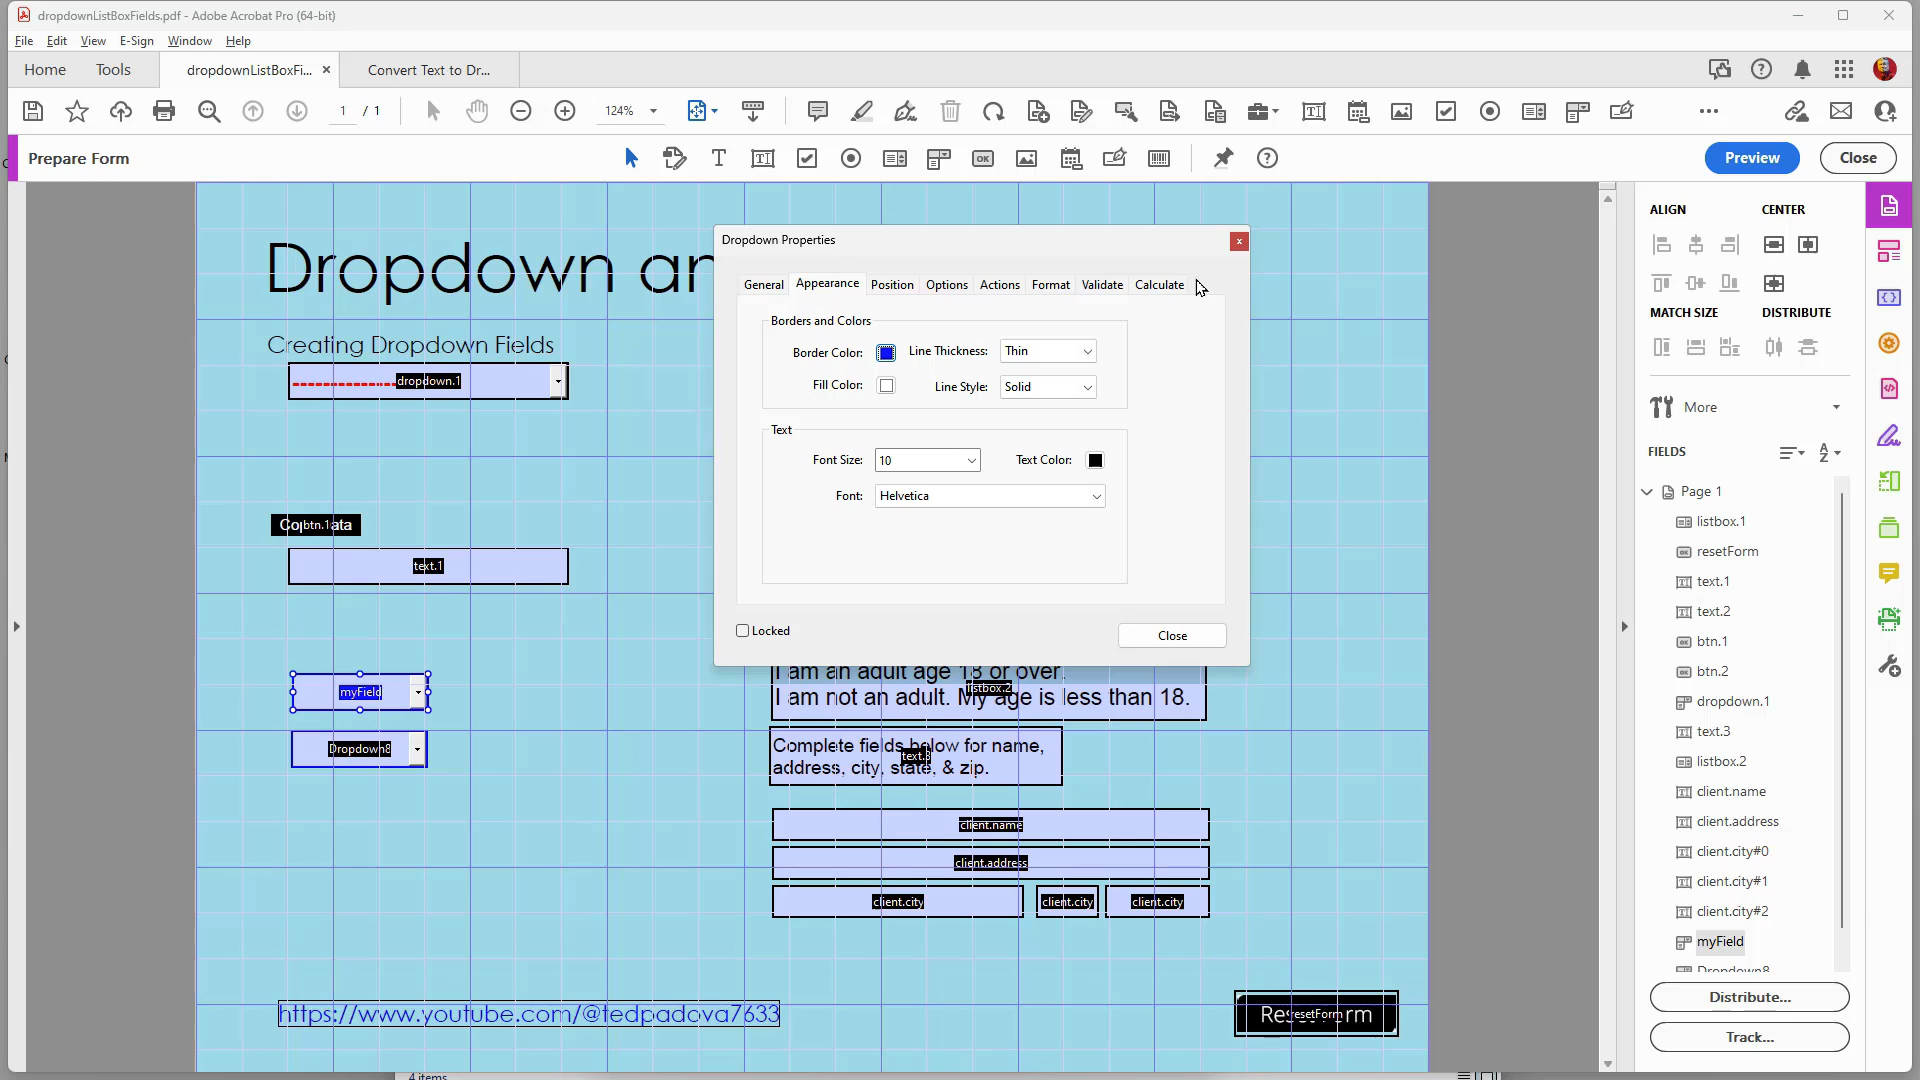 dropdownListBoxFields.pdf - Adobe Acrobat Pro (64-bit)
File Edit View E-Sign Window Help
Home Tools dropdownListBoxFi... × Convert Text to Dr...
1 / 1 124%
Prepare Form
Preview Close
Dropdown
Creating Dropdown Fields
dropdown.1
btn.1
text.1
myField
Dropdown8
Dropdown Properties
General Appearance Position Options Actions Format Validate Calculate
Borders and Colors
Border Color: Line Thickness: Thin
Fill Color: Line Style: Solid
Text
Font Size: 10 Text Color:
Font: Helvetica
Locked
Close
I am an adult age 18 or over.
listbox.2
I am not an adult. My age is less than 18.
Complete fields below for name,
address, city, state, & zip.
client.name
client.address
client.city client.city client.city
https://www.youtube.com/@tedpadova7633
resetForm
ALIGN CENTER
MATCH SIZE DISTRIBUTE
More
FIELDS
Page 1
listbox.1
resetForm
text.1
text.2
btn.1
btn.2
dropdown.1
text.3
listbox.2
client.name
client.address
client.city#0
client.city#1
client.city#2
myField
Dropdown8
Distribute...
Track...
4 items